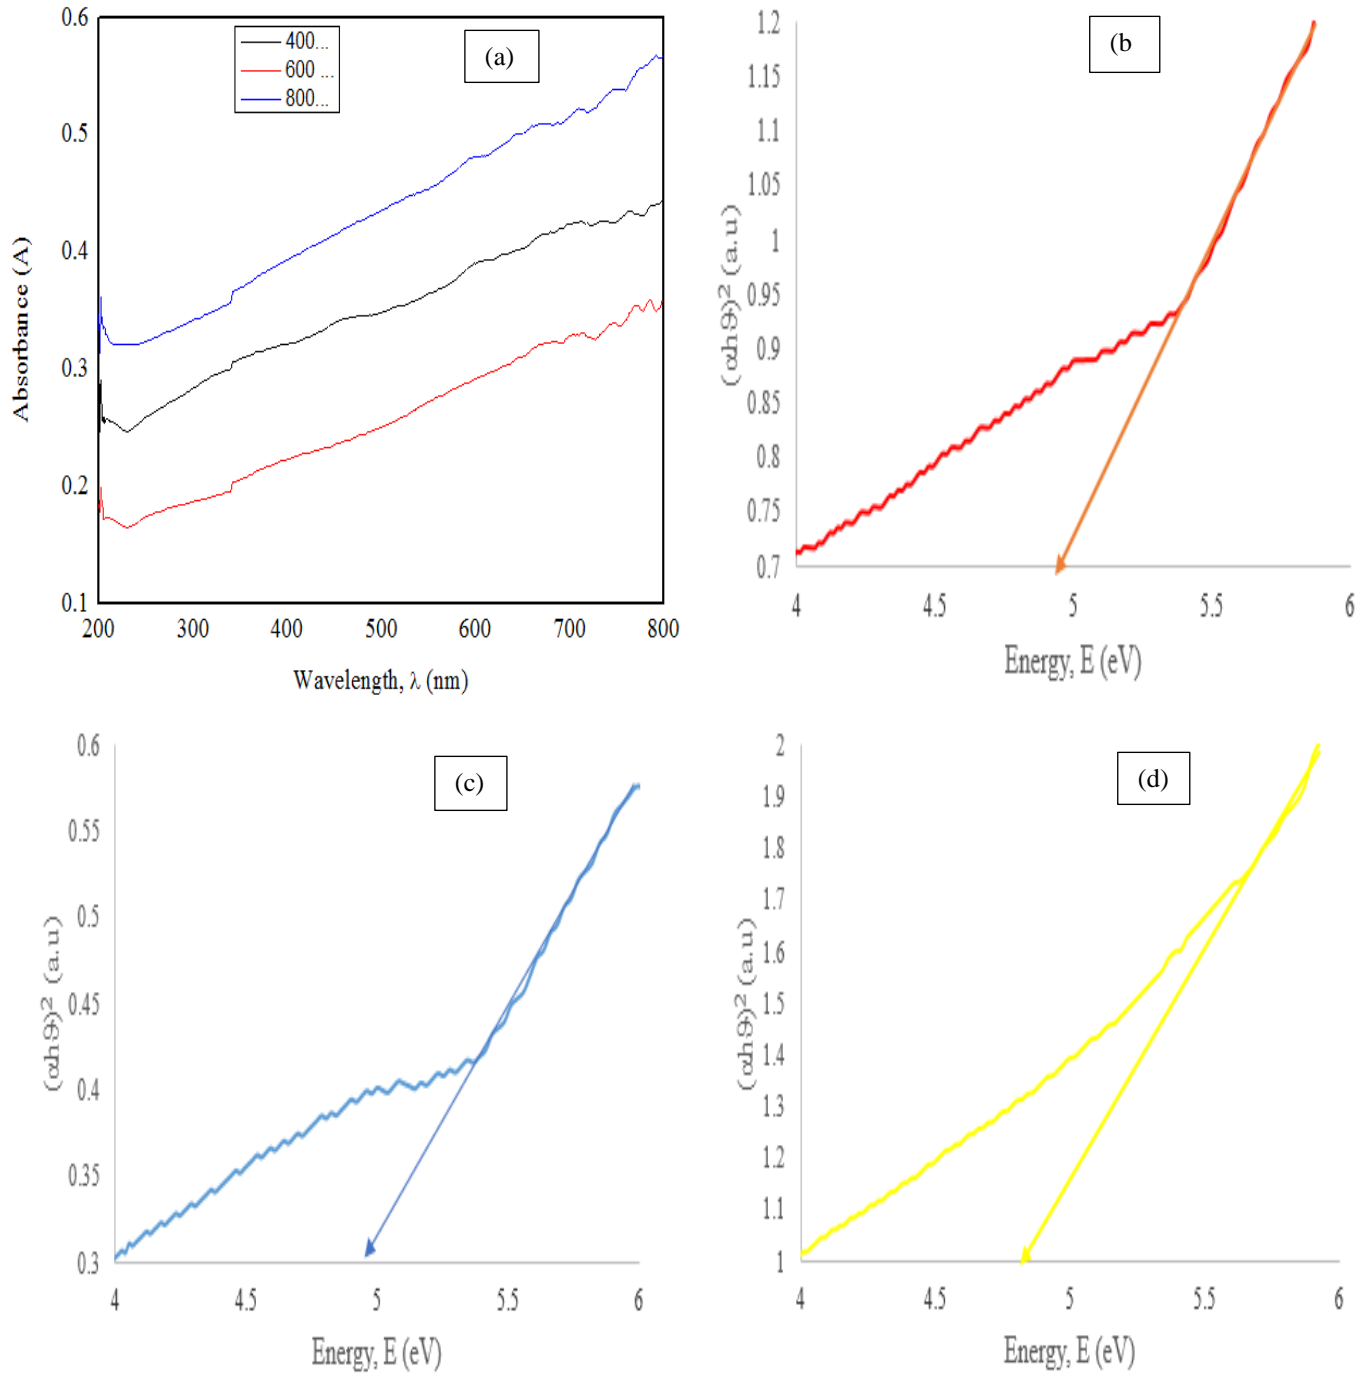 0.6
0.5
0.4
0.3
0.2
0.1
Absorbance (A)
400...
600 ...
800...
(a)
200 300 400 500 600 700 800
Wavelength, λ (nm)
(b
1.2
1.15
1.1
1.05
1
0.95
0.9
0.85
0.8
0.75
0.7
(αhϑ)² (a.u)
4 4.5 5 5.5 6
Energy, E (eV)
(c)
0.6
0.55
0.5
0.45
0.4
0.35
0.3
(αhϑ)² (a.u)
4 4.5 5 5.5 6
Energy, E (eV)
(d)
2
1.9
1.8
1.7
1.6
1.5
1.4
1.3
1.2
1.1
1
(αhϑ)² (a.u)
4 4.5 5 5.5 6
Energy, E (eV)